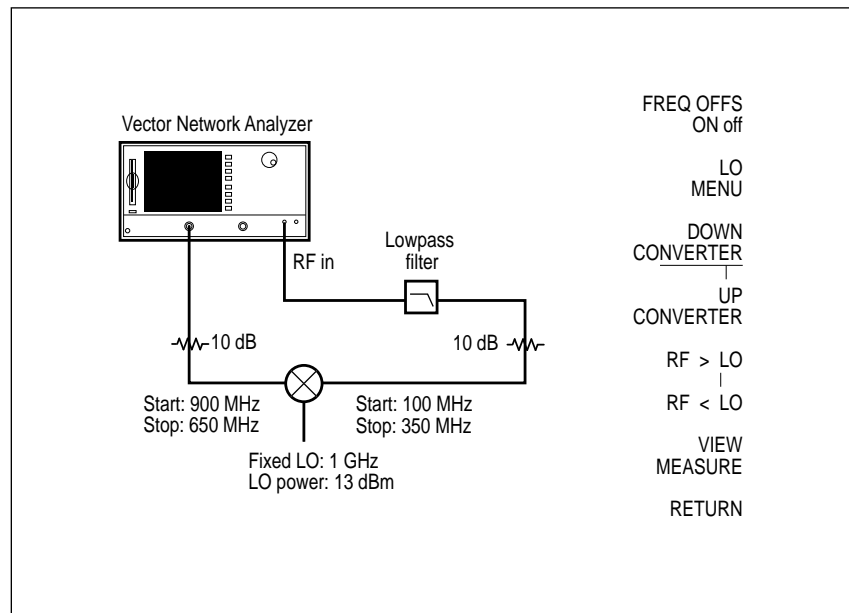 Vector Network Analyzer
RF in
Lowpass
filter
10 dB
10 dB
Start: 900 MHz
Stop: 650 MHz
Start: 100 MHz
Stop: 350 MHz
Fixed LO: 1 GHz
LO power: 13 dBm
FREQ OFFS
ON off
LO
MENU
DOWN
CONVERTER
UP
CONVERTER
RF > LO
RF < LO
VIEW
MEASURE
RETURN